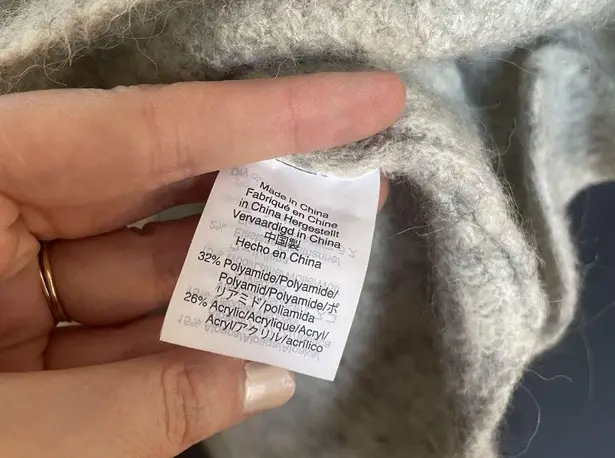 Made in China
Fabriqué en Chine
in China Hergestellt
Vervaardigd in China
中国製
Hecho en China
32% Polyamide/Polyamide/
Polyamid/Polyamide/ポ
リアミド/poliamida
26% Acrylic/Acrylique/Acryl/
Acryl/アクリル/acrílico